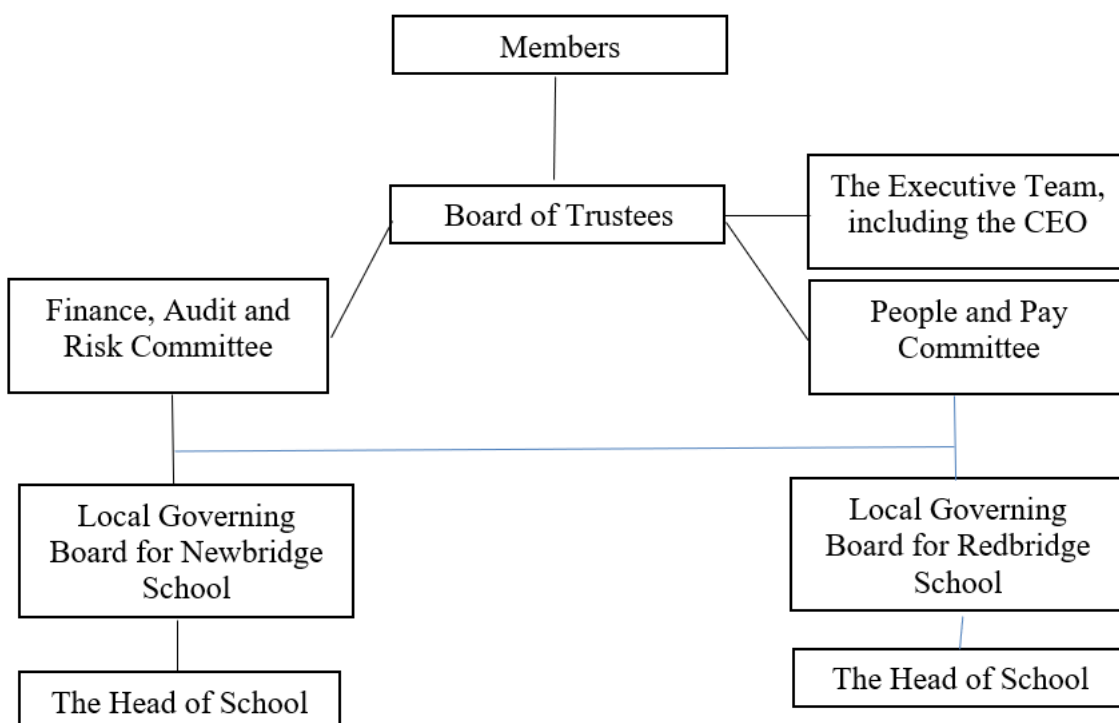 Members
Board of Trustees
The Executive Team,
including the CEO
Finance, Audit and
Risk Committee
People and Pay
Committee
Local Governing
Board for Newbridge
School
Local Governing
Board for Redbridge
School
The Head of School
The Head of School